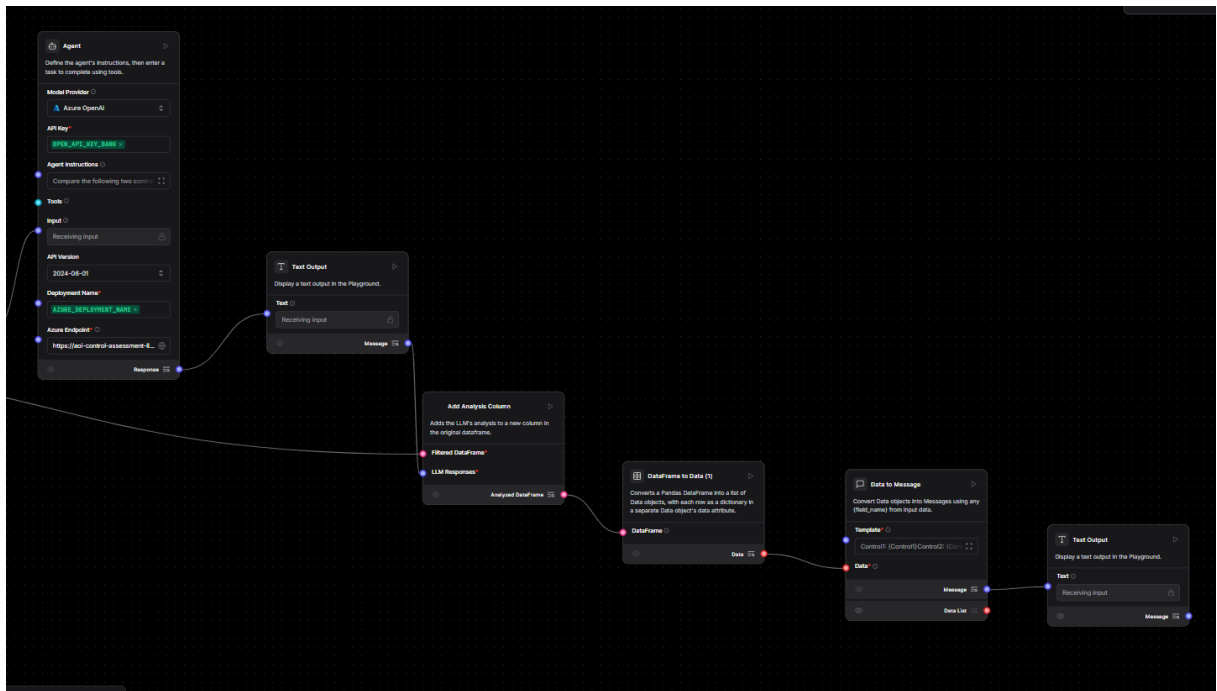 Agent
Define the agent's instructions, then enter a
task to complete using tools.
Model Provider
Azure OpenAI
API Key*
OPEN_API_KEY_BANK ×
Agent Instructions
Compare the following two contro
Tools
Input
Receiving input
API Version
2024-06-01
Deployment Name*
AZURE_DEPLOYMENT_NAME ×
Azure Endpoint*
https://aoi-control-assessment-ll...
Response
Text Output
Display a text output in the Playground.
Text
Receiving input
Message
Add Analysis Column
Adds the LLM's analysis to a new column in
the original dataframe.
Filtered DataFrame*
LLM Responses*
Analyzed DataFrame
DataFrame to Data (1)
Converts a Pandas DataFrame into a list of
Data objects, with each row as a dictionary in
a separate Data object's data attribute.
DataFrame
Data
Data to Message
Convert Data objects into Messages using any
{field_name} from input data.
Template*
Control1: {Control1}Control2: {Con
Data*
Message
Data List
Text Output
Display a text output in the Playground.
Text
Receiving input
Message